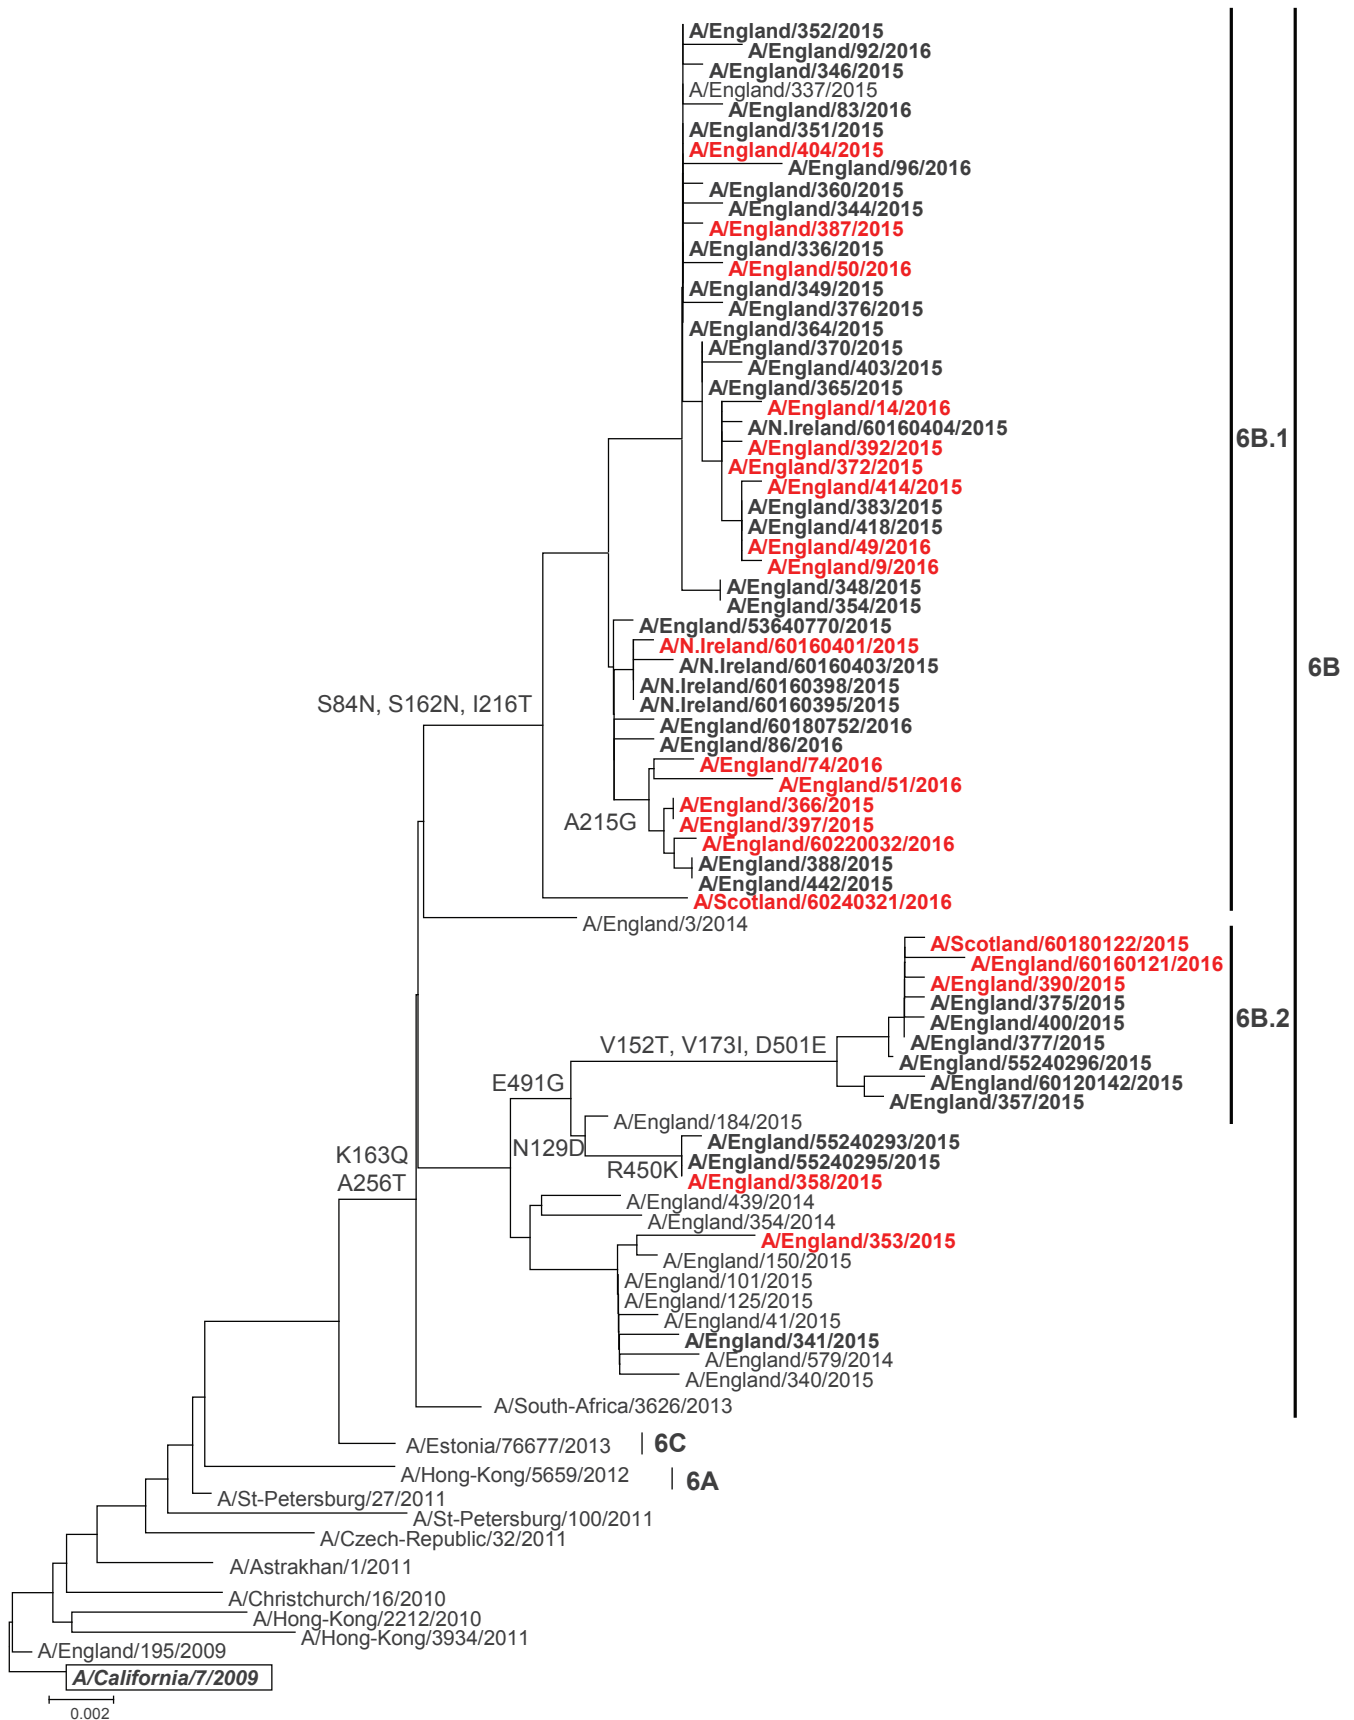 A/England/352/2015
A/England/92/2016
A/England/346/2015
A/England/337/2015
A/England/83/2016
A/England/351/2015
A/England/404/2015
A/England/96/2016
A/England/360/2015
A/England/344/2015
A/England/387/2015
A/England/336/2015
A/England/50/2016
A/England/349/2015
A/England/376/2015
A/England/364/2015
A/England/370/2015
A/England/403/2015
A/England/365/2015
A/England/14/2016
A/N.Ireland/60160404/2015
6B.1
A/England/392/2015
A/England/372/2015
A/England/414/2015
A/England/383/2015
A/England/418/2015
A/England/49/2016
A/England/9/2016
A/England/348/2015
A/England/354/2015
A/England/53640770/2015
A/N.Ireland/60160401/2015
A/N.Ireland/60160403/2015
6B
A/N.Ireland/60160398/2015
A/N.Ireland/60160395/2015
S84N, S162N, I216T
A/England/60180752/2016
A/England/86/2016
A/England/74/2016
A/England/51/2016
A/England/366/2015
A215G
A/England/397/2015
A/England/60220032/2016
A/England/388/2015
A/England/442/2015
A/Scotland/60240321/2016
A/England/3/2014
A/Scotland/60180122/2015
A/England/60160121/2016
A/England/390/2015
A/England/375/2015
6B.2
A/England/400/2015
A/England/377/2015
V152T, V173I, D501E
A/England/55240296/2015
A/England/60120142/2015
E491G
A/England/357/2015
A/England/184/2015
A/England/55240293/2015
N129D
K163Q
A/England/55240295/2015
R450K
A256T
A/England/358/2015
A/England/439/2014
A/England/354/2014
A/England/353/2015
A/England/150/2015
A/England/101/2015
A/England/125/2015
A/England/41/2015
A/England/341/2015
A/England/579/2014
A/England/340/2015
A/South-Africa/3626/2013
A/Estonia/76677/2013
6C
A/Hong-Kong/5659/2012
6A
A/St-Petersburg/27/2011
A/St-Petersburg/100/2011
A/Czech-Republic/32/2011
A/Astrakhan/1/2011
A/Christchurch/16/2010
A/Hong-Kong/2212/2010
A/Hong-Kong/3934/2011
A/England/195/2009
A/California/7/2009
0.002